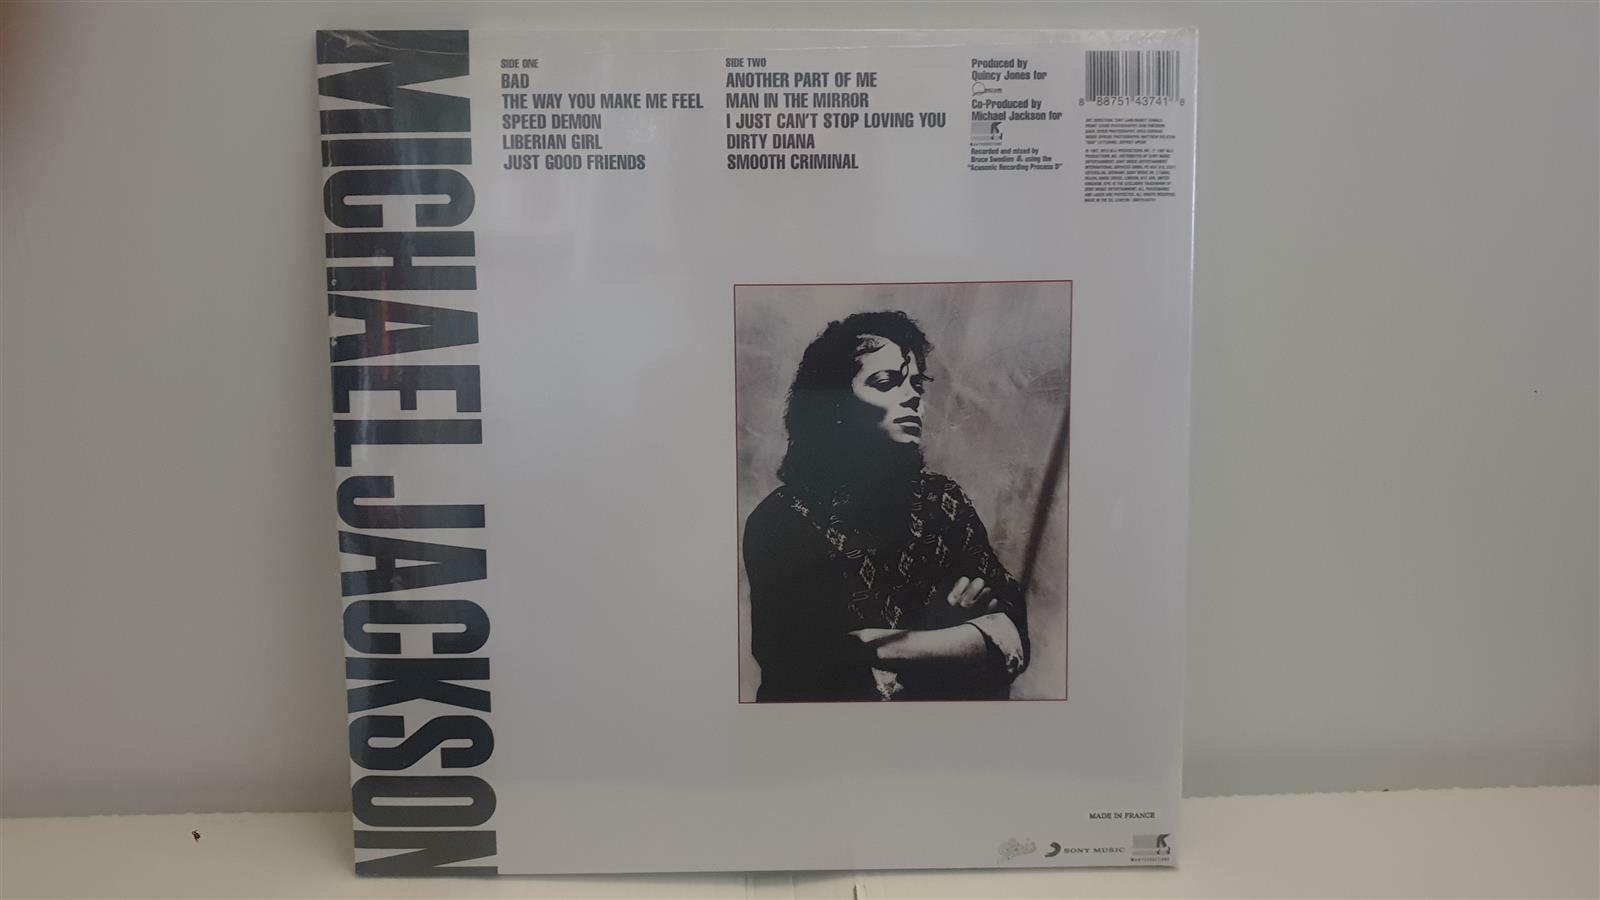 MICHAEL JACKSON
SIDE ONE
BAD
THE WAY YOU MAKE ME FEEL
SPEED DEMON
LIBERIAN GIRL
JUST GOOD FRIENDS
SIDE TWO
ANOTHER PART OF ME
MAN IN THE MIRROR
I JUST CAN'T STOP LOVING YOU
DIRTY DIANA
SMOOTH CRIMINAL
Produced by
Quincy Jones for
Co-Produced by
Michael Jackson for
Recorded and mixed by
Bruce Swedien using the
"Acusonic Recording Process"
8 88751 43741 6
MADE IN FRANCE
Epic
SONY MUSIC
MJJ PRODUCTIONS